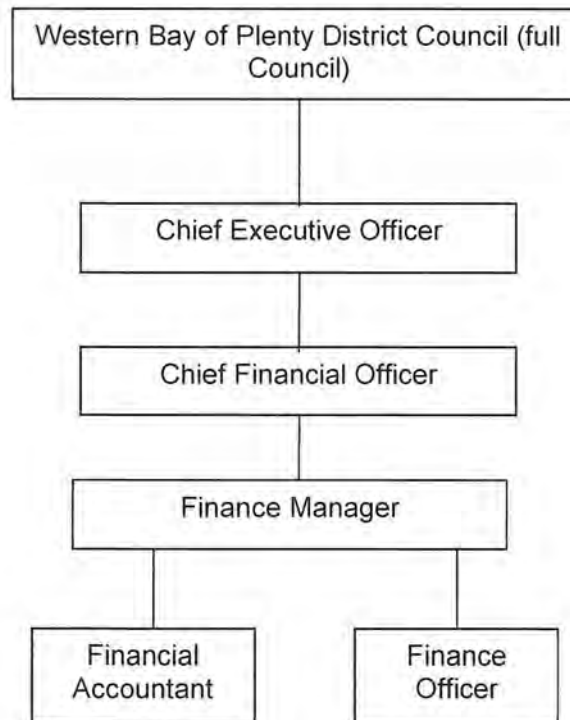 Western Bay of Plenty District Council (full
Council)
Chief Executive Officer
Chief Financial Officer
Finance Manager
Financial
Accountant
Finance
Officer